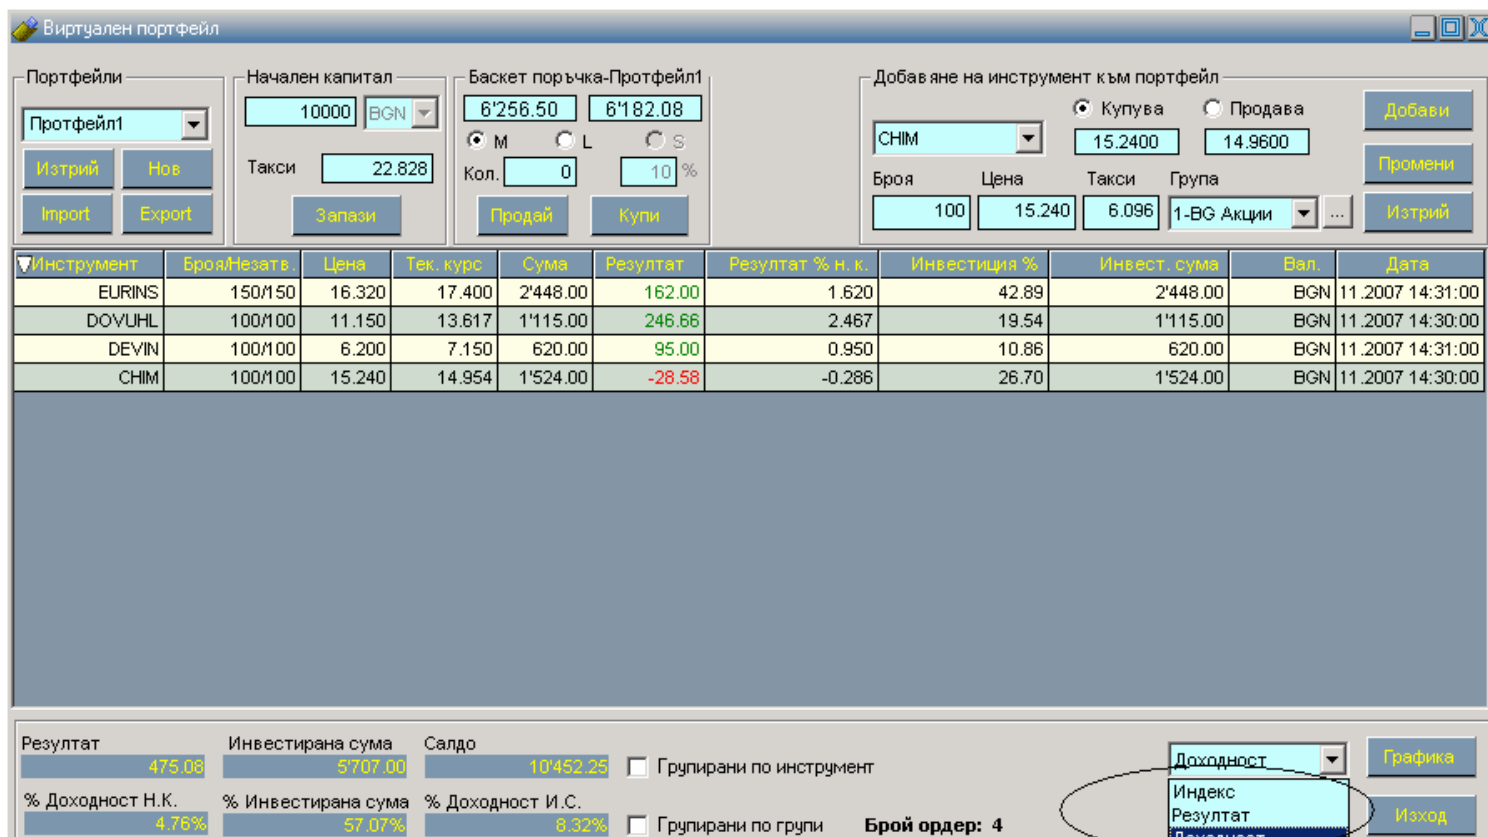 Виртуален портфейл
Портфейли
Начален капитал
Баскет поръчка-Протфейл1
Добавяне на инструмент към портфейл
Протфейл1
10000 BGN
6'256.50 6'182.08
CHIM
Купува Продава
Добави
M L S
15.2400 14.9600
Изтрий Нов
Такси 22.828
Кол. 0 10 %
Броя Цена Такси Група
Промени
Import Export
Запази
Продай Купи
100 15.240 6.096 1-BG Акции ...
Изтрий
Инструмент Броя/Незатв. Цена Тек. курс Сума Резултат Резултат % н. к. Инвестиция % Инвест. сума Вал. Дата
EURINS 150/150 16.320 17.400 2'448.00 162.00 1.620 42.89 2'448.00 BGN 11.2007 14:31:00
DOVUHL 100/100 11.150 13.617 1'115.00 246.66 2.467 19.54 1'115.00 BGN 11.2007 14:30:00
DEVIN 100/100 6.200 7.150 620.00 95.00 0.950 10.86 620.00 BGN 11.2007 14:31:00
CHIM 100/100 15.240 14.954 1'524.00 -28.58 -0.286 26.70 1'524.00 BGN 11.2007 14:30:00
Резултат Инвестирана сума Салдо
475.08 5'707.00 10'452.25 Групирани по инструмент
Доходност Графика
% Доходност Н.К. % Инвестирана сума % Доходност И.С.
4.76% 57.07% 8.32% Групирани по групи Брой ордер: 4
Индекс
Резултат
Доходност
Изход